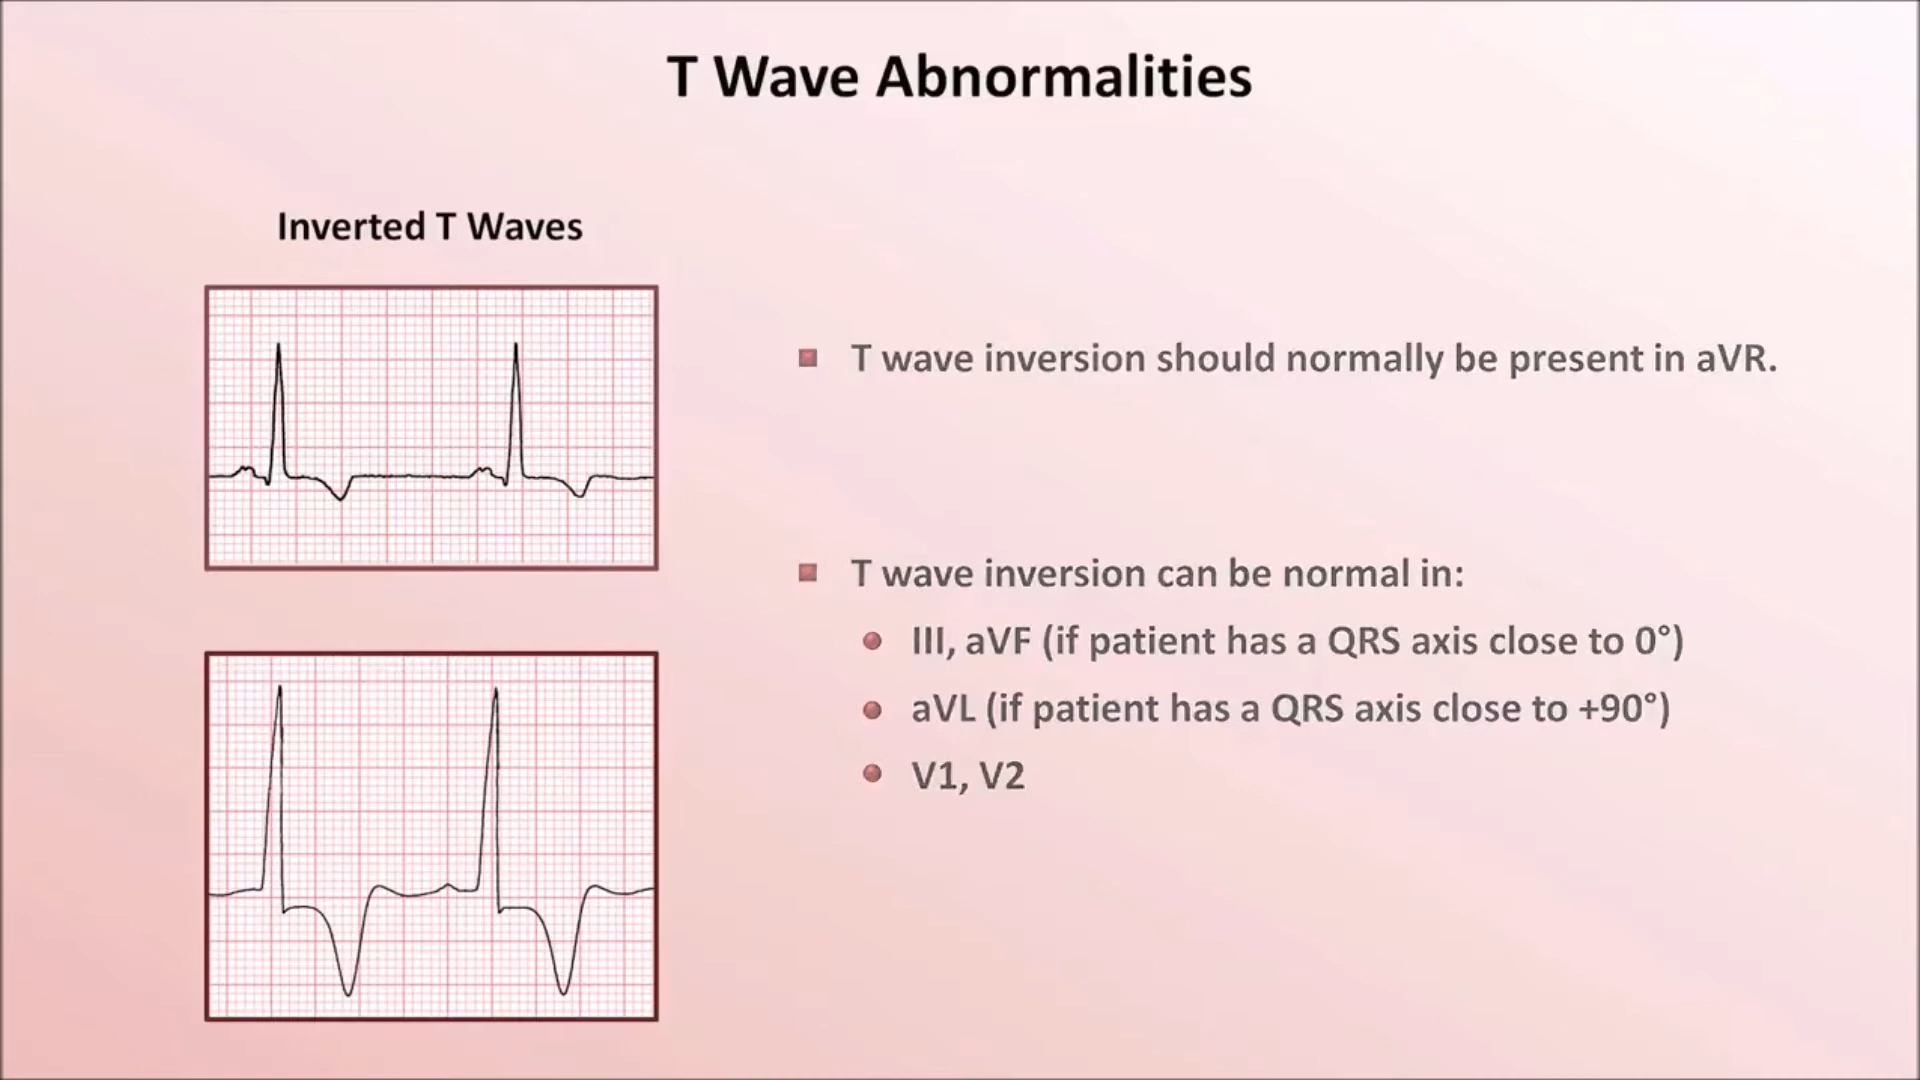 T Wave Abnormalities
Inverted T Waves
T wave inversion should normally be present in aVR.
T wave inversion can be normal in:
III, aVF (if patient has a QRS axis close to 0°)
aVL (if patient has a QRS axis close to +90°)
V1, V2